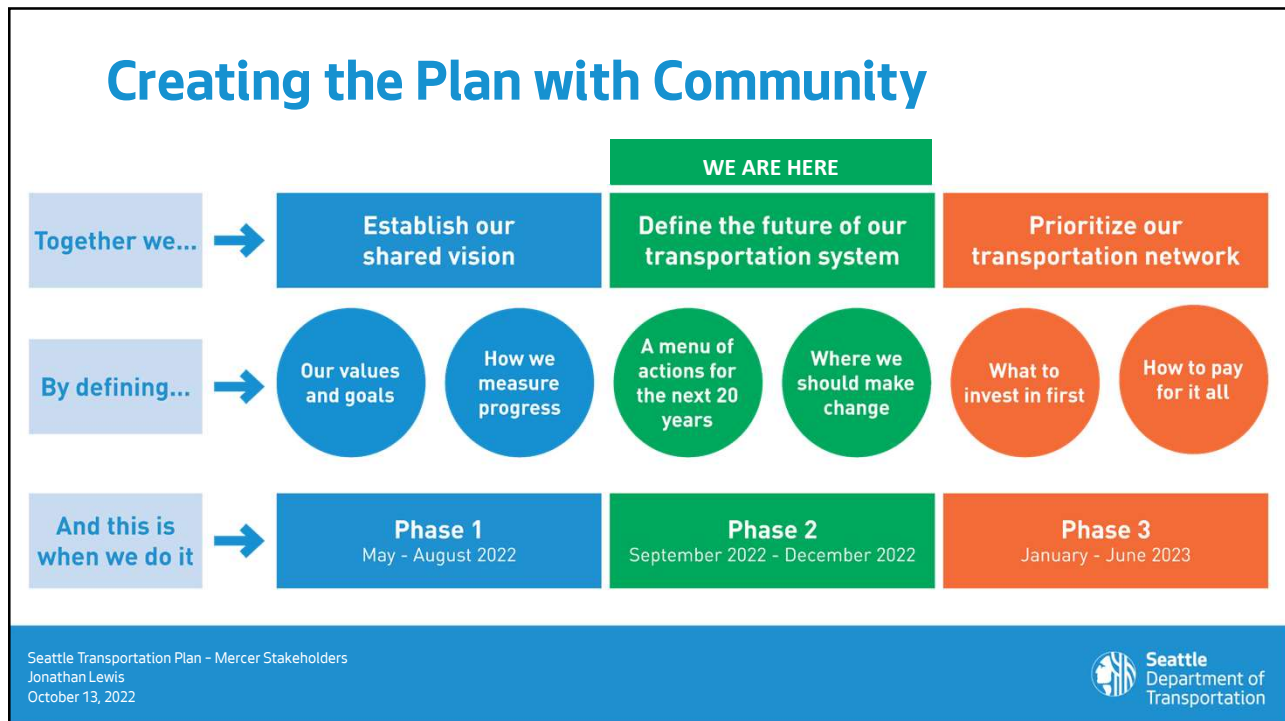 Creating the Plan with Community
WE ARE HERE
Together we...
Establish our
shared vision
Define the future of our
transportation system
Prioritize our
transportation network
By defining...
Our values
and goals
How we
measure
progress
A menu of
actions for
the next 20
years
Where we
should make
change
What to
invest in first
How to pay
for it all
And this is
when we do it
Phase 1
May - August 2022
Phase 2
September 2022 - December 2022
Phase 3
January - June 2023
Seattle Transportation Plan – Mercer Stakeholders
Jonathan Lewis
October 13, 2022
Seattle
Department of
Transportation